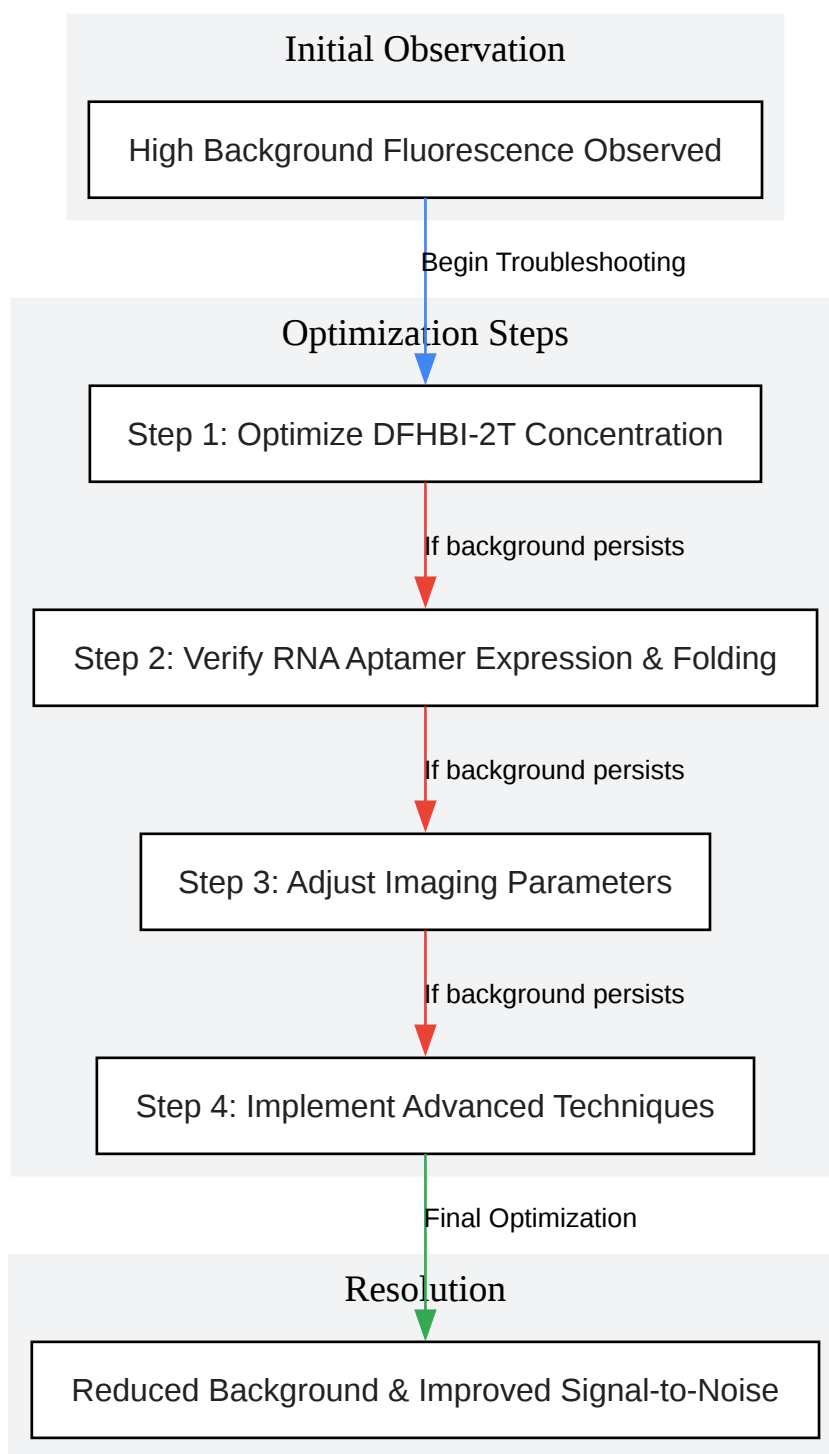 Initial Observation
High Background Fluorescence Observed
Begin Troubleshooting
Optimization Steps
Step 1: Optimize DFHBI-2T Concentration
If background persists
Step 2: Verify RNA Aptamer Expression & Folding
If background persists
Step 3: Adjust Imaging Parameters
If background persists
Step 4: Implement Advanced Techniques
Final Optimization
Resolution
Reduced Background & Improved Signal-to-Noise